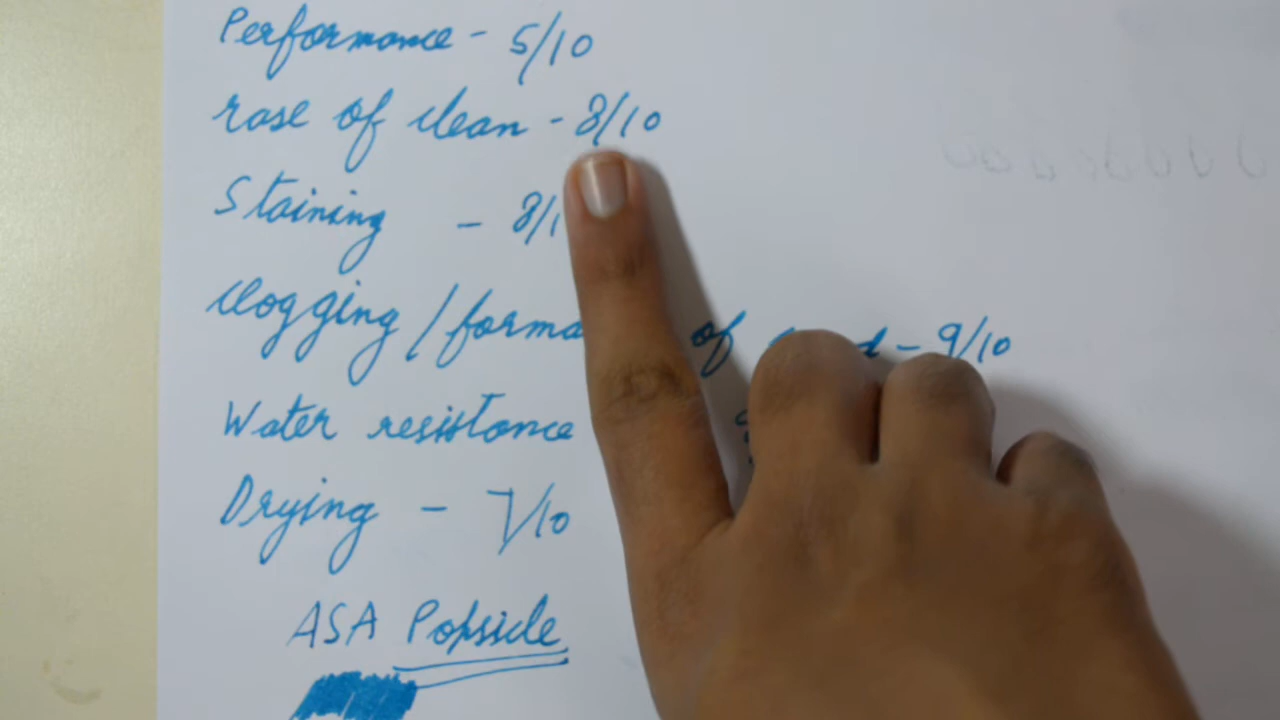 Performance - 5/10
rase of clean - 8/10
Staining - 8/1
Clogging / forma of - 9/10
Water resistance
Drying - 7/10
ASA Popsicle